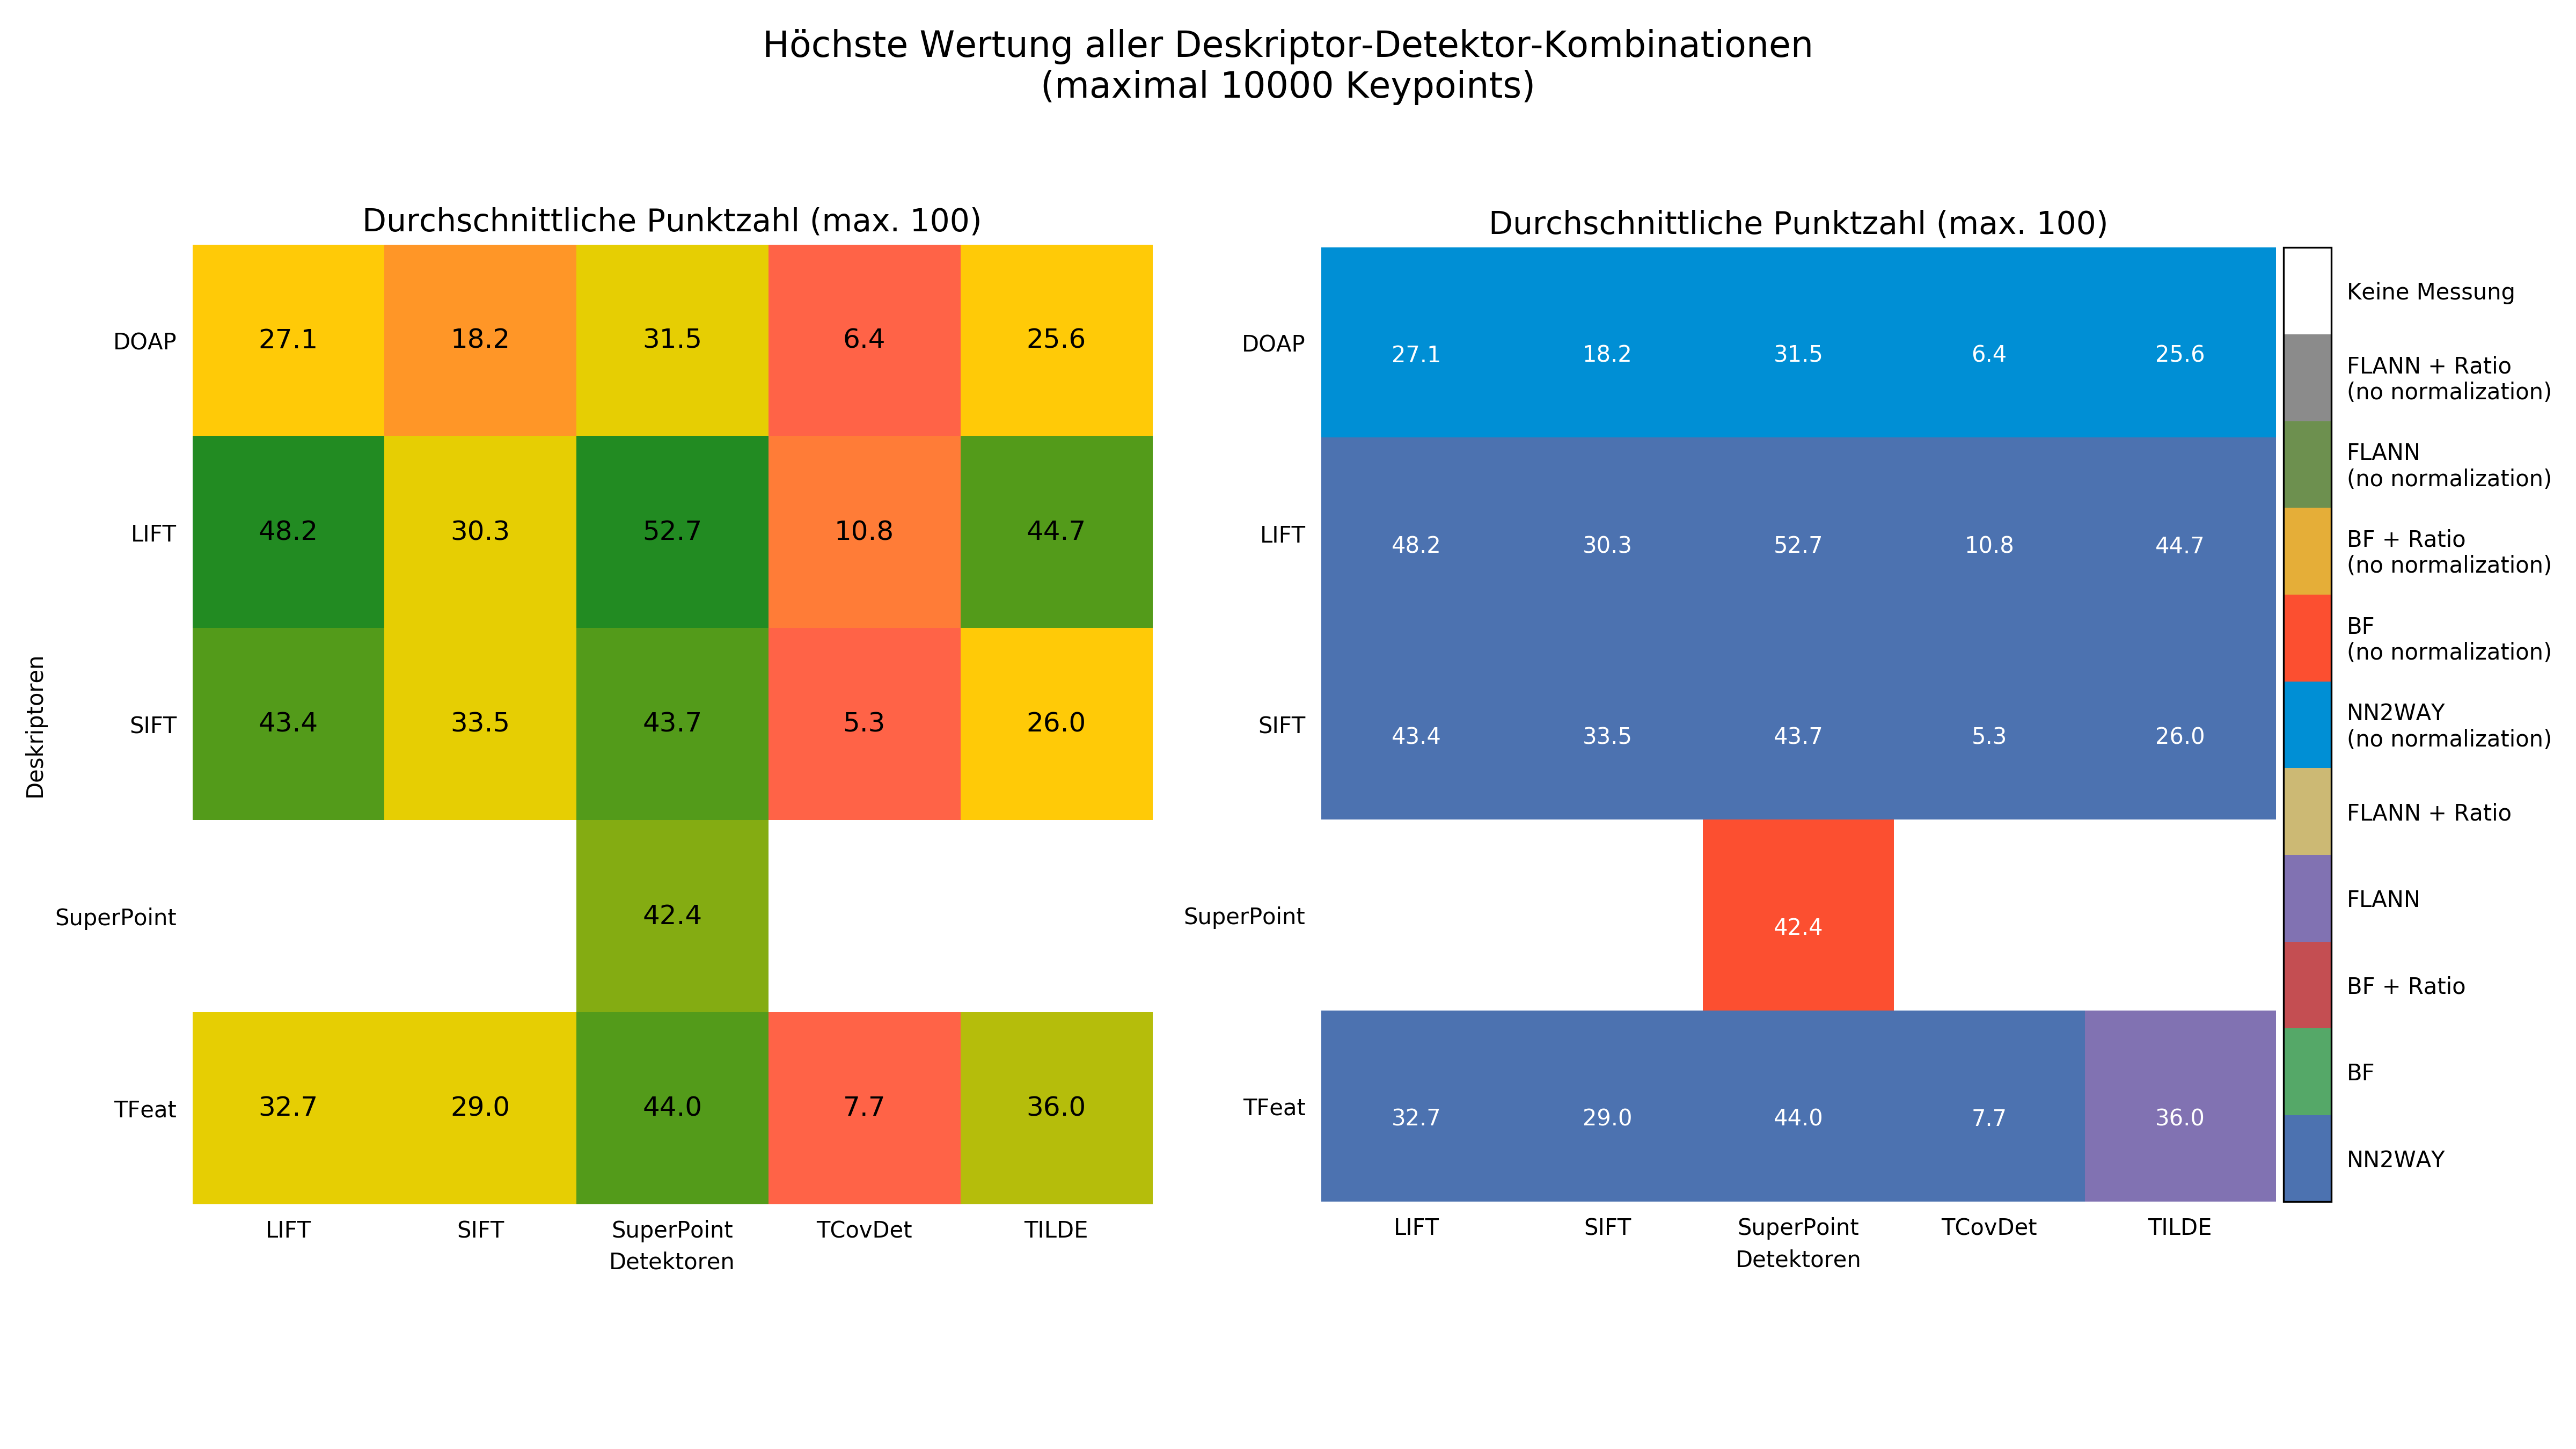 Höchste Wertung aller Deskriptor-Detektor-Kombinationen
(maximal 10000 Keypoints)
Durchschnittliche Punktzahl (max. 100)
Deskriptoren
DOAP 27.1 18.2 31.5 6.4 25.6
LIFT 48.2 30.3 52.7 10.8 44.7
SIFT 43.4 33.5 43.7 5.3 26.0
SuperPoint 42.4
TFeat 32.7 29.0 44.0 7.7 36.0
LIFT SIFT SuperPoint TCovDet TILDE
Detektoren
Durchschnittliche Punktzahl (max. 100)
DOAP 27.1 18.2 31.5 6.4 25.6
LIFT 48.2 30.3 52.7 10.8 44.7
SIFT 43.4 33.5 43.7 5.3 26.0
SuperPoint 42.4
TFeat 32.7 29.0 44.0 7.7 36.0
LIFT SIFT SuperPoint TCovDet TILDE
Detektoren
Keine Messung
FLANN + Ratio
(no normalization)
FLANN
(no normalization)
BF + Ratio
(no normalization)
BF
(no normalization)
NN2WAY
(no normalization)
FLANN + Ratio
FLANN
BF + Ratio
BF
NN2WAY